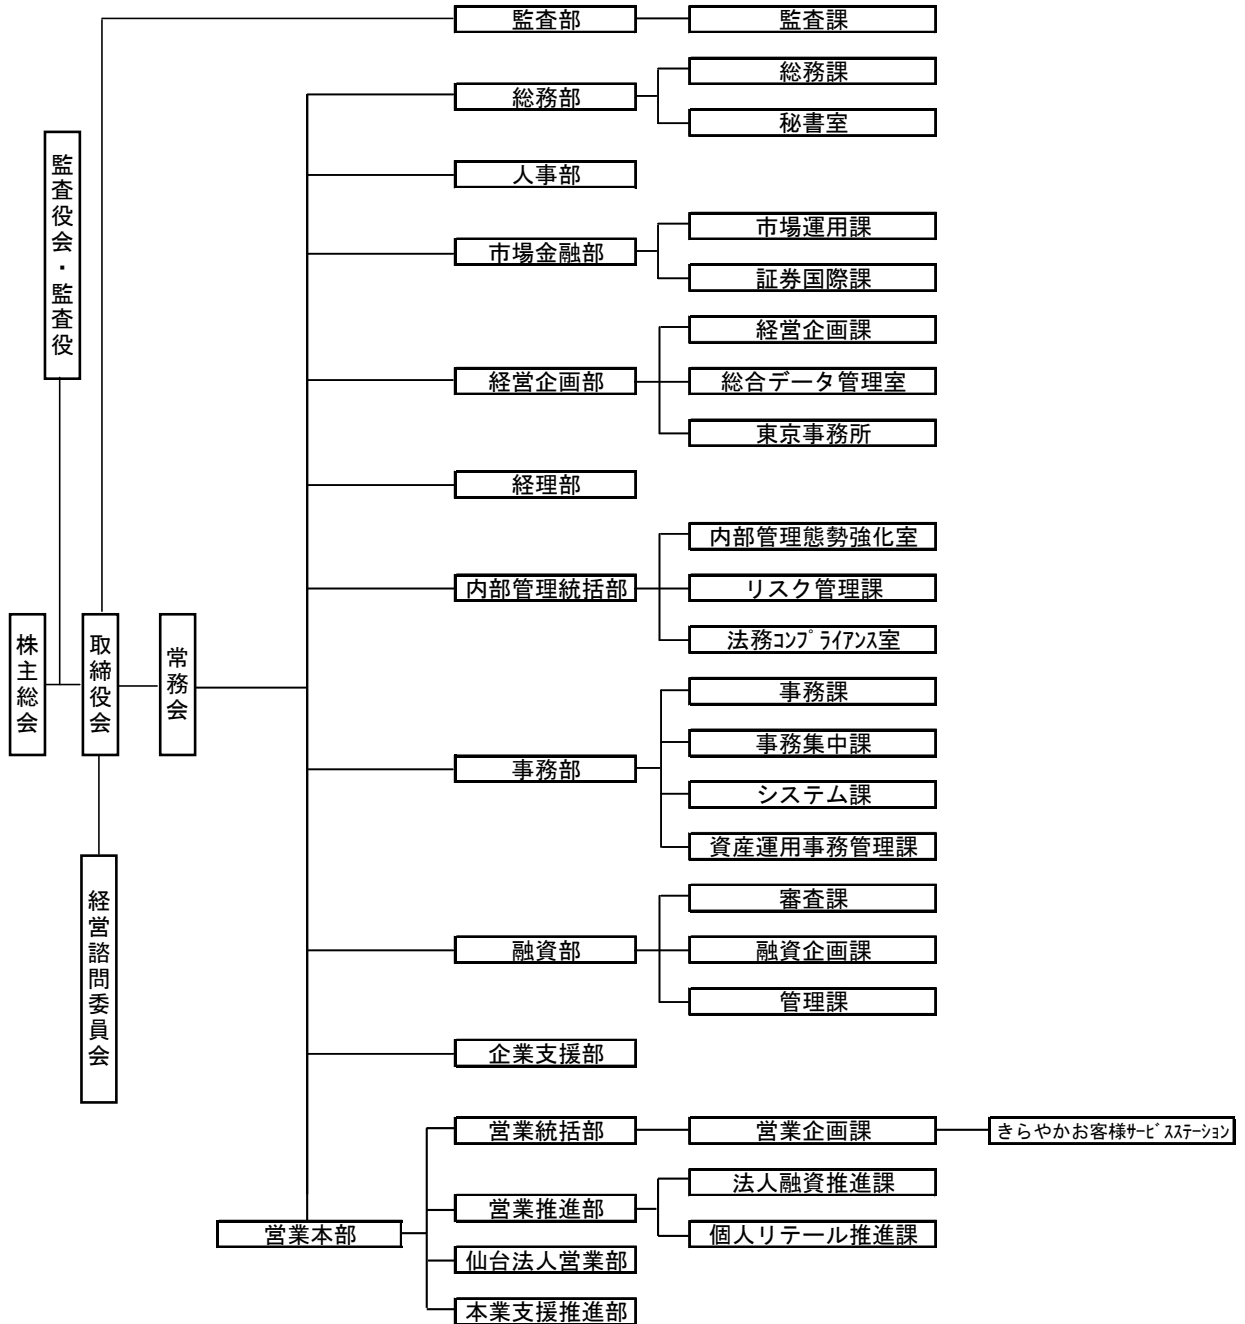 監査部
監査課
総務部
総務課
秘書室
監査役会・監査役
人事部
市場金融部
市場運用課
証券国際課
経営企画部
経営企画課
総合データ管理室
東京事務所
経理部
内部管理統括部
内部管理態勢強化室
リスク管理課
法務ｺﾝﾌﾟﾗｲｱﾝｽ室
株主総会
取締役会
常務会
事務部
事務課
事務集中課
システム課
資産運用事務管理課
経営諮問委員会
融資部
審査課
融資企画課
管理課
企業支援部
営業本部
営業統括部
営業企画課
きらやかお客様ｻｰﾋﾞｽｽﾃｰｼｮﾝ
営業推進部
法人融資推進課
個人リテール推進課
仙台法人営業部
本業支援推進部